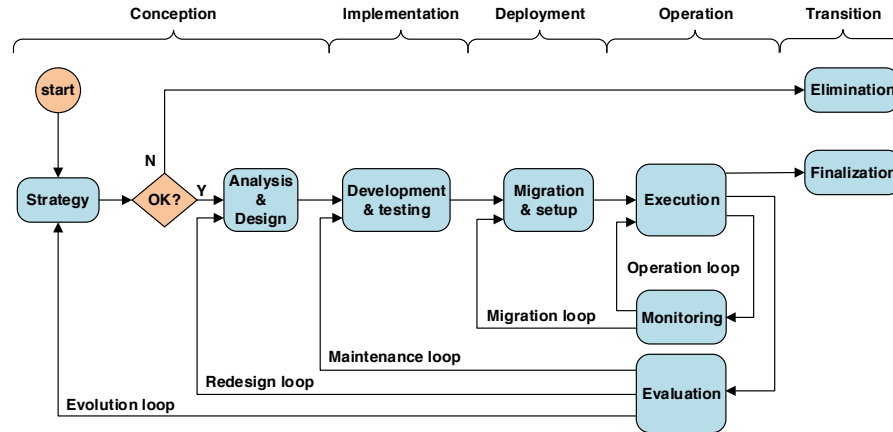 Conception
Implementation
Deployment
Operation
Transition
start
Elimination
N
Finalization
Strategy
OK?
Y
Analysis
&
Design
Development
& testing
Migration
& setup
Execution
Operation loop
Migration loop
Monitoring
Maintenance loop
Redesign loop
Evaluation
Evolution loop